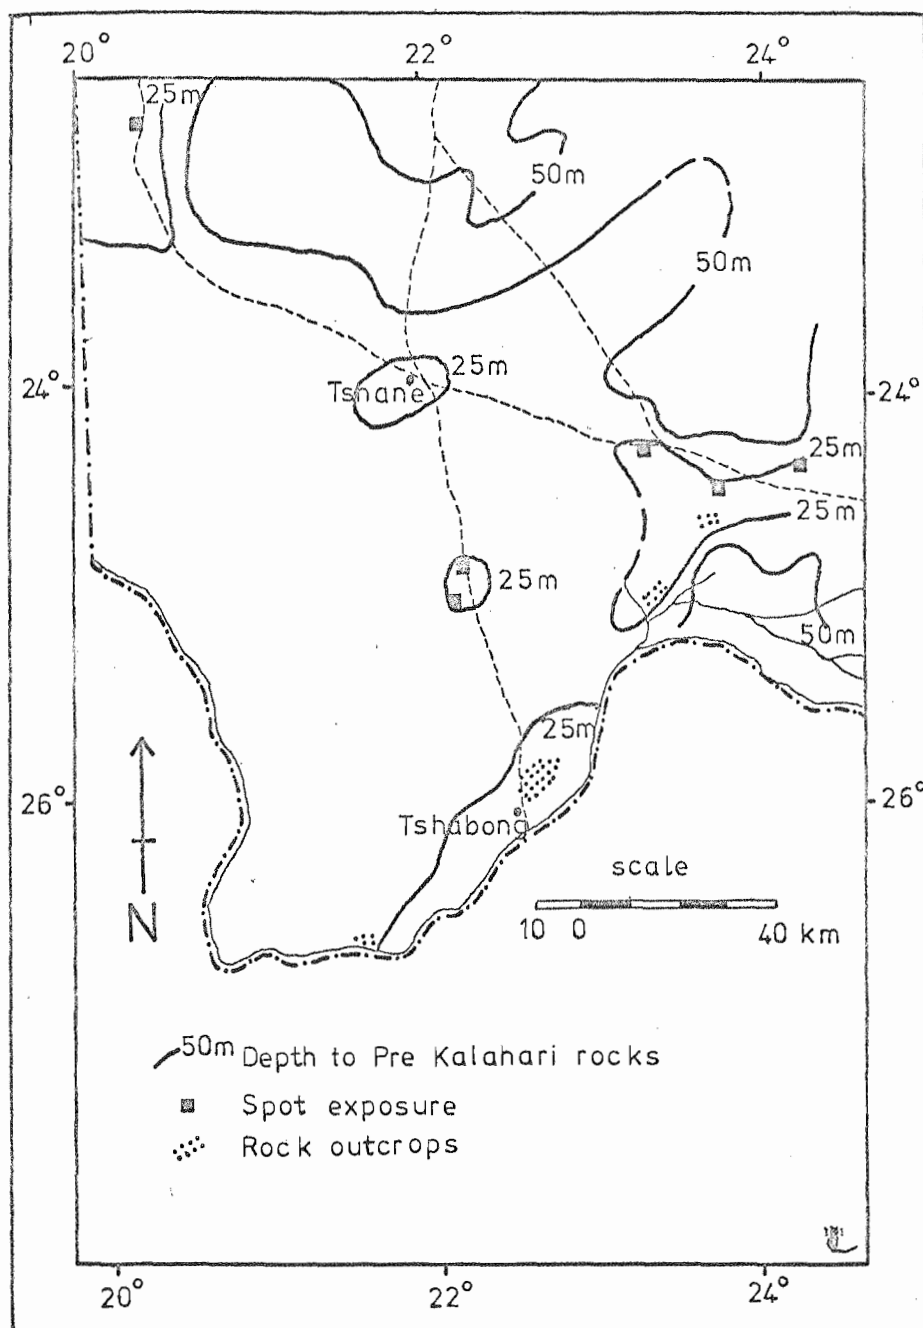 20° 22° 24°
25m
50m
50m
25m
Tshane
24° 24°
25m
25m
25m
50m
25m
26° 26°
Tshabong
scale
10 0 40 km
N
50m Depth to Pre Kalahari rocks
Spot exposure
Rock outcrops
20° 22° 24°